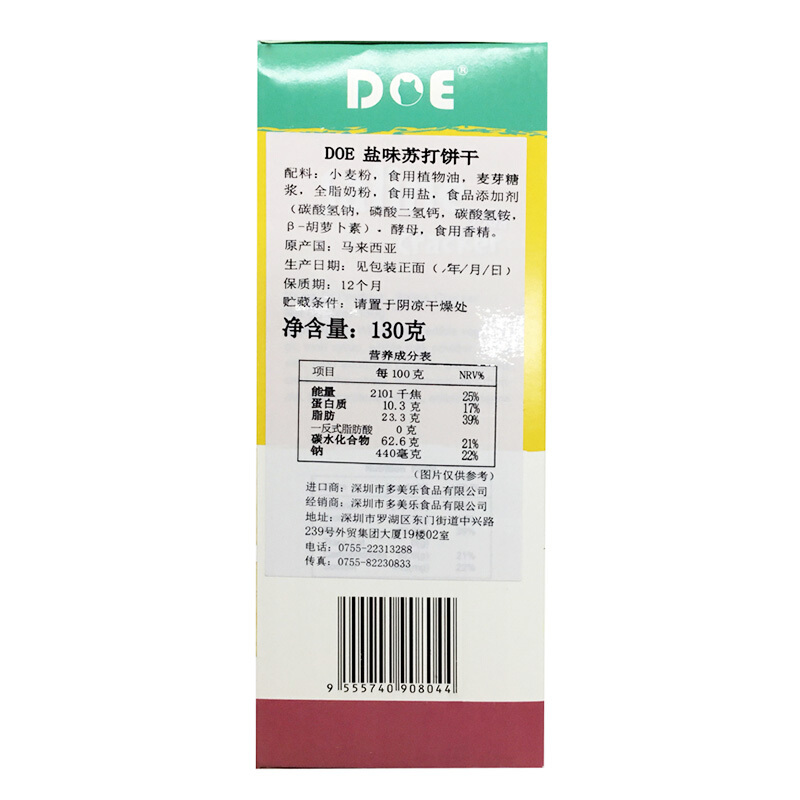 DOE®
DOE 盐味苏打饼干
配料：小麦粉，食用植物油，麦芽糖
浆，全脂奶粉，食用盐，食品添加剂
（碳酸氢钠，磷酸二氢钙，碳酸氢铵，
β-胡萝卜素）．酵母，食用香精。
原产国：马来西亚
生产日期：见包装正面（年/月/日）
保质期：12个月
贮藏条件：请置于阴凉干燥处
净含量：130克
营养成分表
项目 每100克 NRV%
能量 2101千焦 25%
蛋白质 10.3克 17%
脂肪 23.3克 39%
—反式脂肪酸 0克
碳水化合物 62.6克 21%
钠 440毫克 22%
（图片仅供参考）
进口商：深圳市多美乐食品有限公司
经销商：深圳市多美乐食品有限公司
地址：深圳市罗湖区东门街道中兴路
239号外贸集团大厦19楼02室
电话：0755-22313288
传真：0755-82230833
9 555740 908044